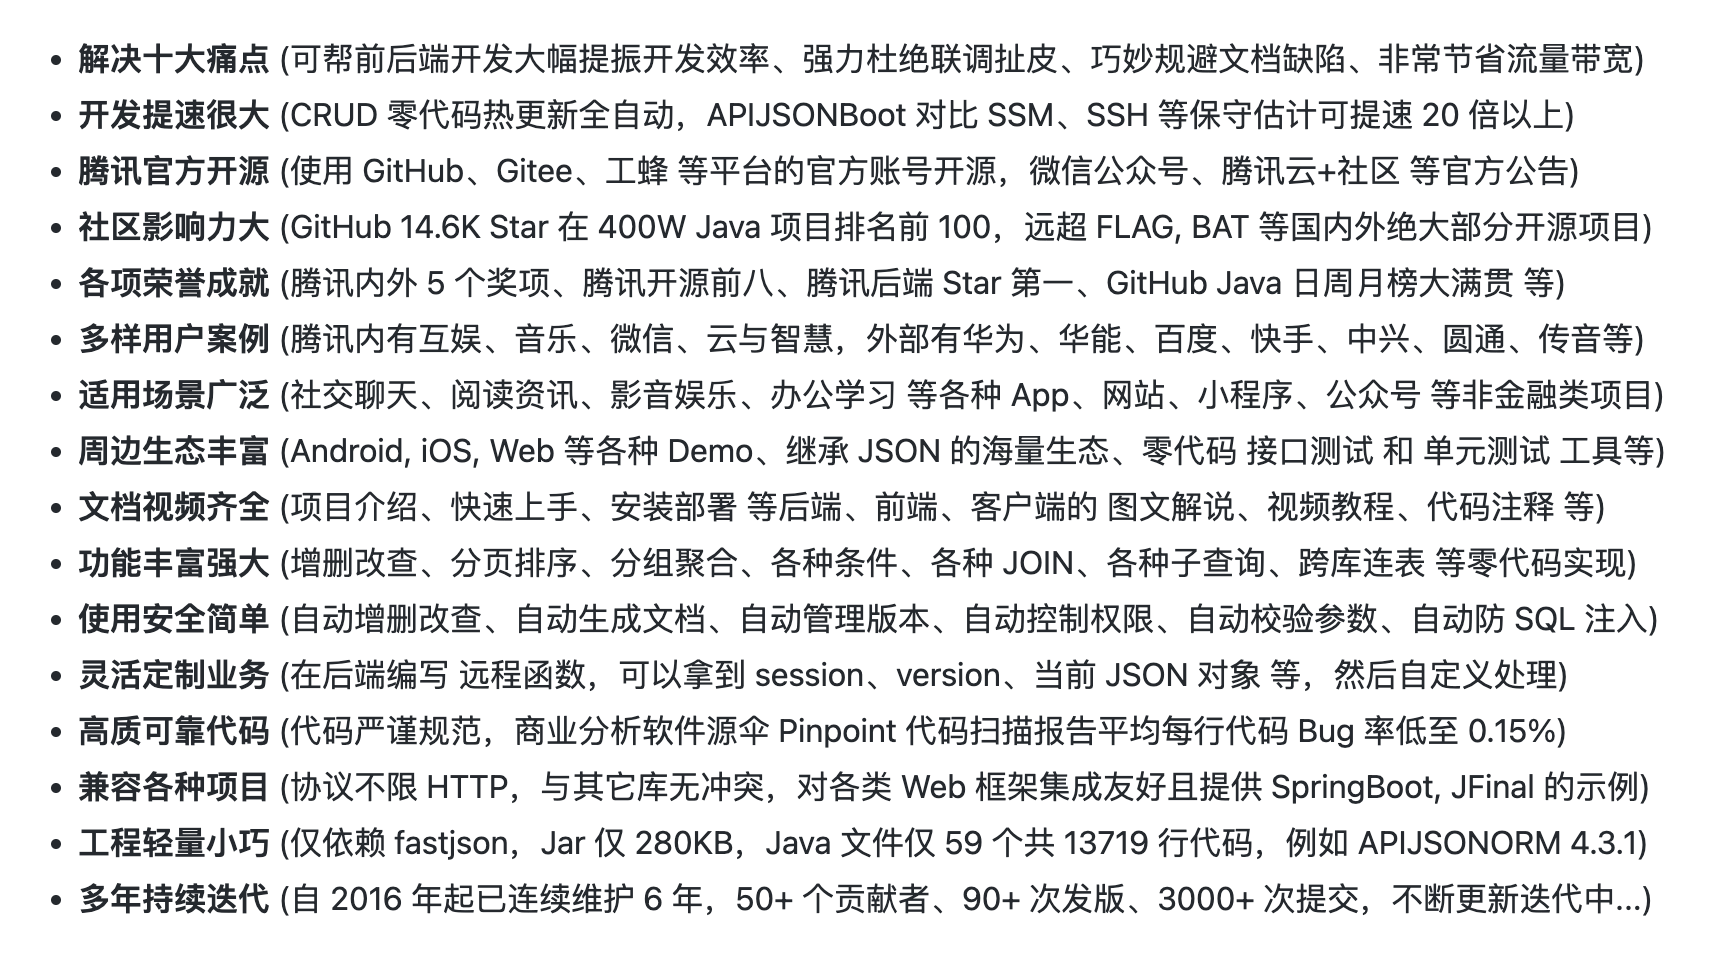 • 解决十大痛点 (可帮前后端开发大幅提振开发效率、强力杜绝联调扯皮、巧妙规避文档缺陷、非常节省流量带宽)
• 开发提速很大 (CRUD 零代码热更新全自动，APIJSONBoot 对比 SSM、SSH 等保守估计可提速 20 倍以上)
• 腾讯官方开源 (使用 GitHub、Gitee、工蜂 等平台的官方账号开源，微信公众号、腾讯云+社区 等官方公告)
• 社区影响力大 (GitHub 14.6K Star 在 400W Java 项目排名前 100，远超 FLAG, BAT 等国内外绝大部分开源项目)
• 各项荣誉成就 (腾讯内外 5 个奖项、腾讯开源前八、腾讯后端 Star 第一、GitHub Java 日周月榜大满贯 等)
• 多样用户案例 (腾讯内有互娱、音乐、微信、云与智慧，外部有华为、华能、百度、快手、中兴、圆通、传音等)
• 适用场景广泛 (社交聊天、阅读资讯、影音娱乐、办公学习 等各种 App、网站、小程序、公众号 等非金融类项目)
• 周边生态丰富 (Android, iOS, Web 等各种 Demo、继承 JSON 的海量生态、零代码 接口测试 和 单元测试 工具等)
• 文档视频齐全 (项目介绍、快速上手、安装部署 等后端、前端、客户端的 图文解说、视频教程、代码注释 等)
• 功能丰富强大 (增删改查、分页排序、分组聚合、各种条件、各种 JOIN、各种子查询、跨库连表 等零代码实现)
• 使用安全简单 (自动增删改查、自动生成文档、自动管理版本、自动控制权限、自动校验参数、自动防 SQL 注入)
• 灵活定制业务 (在后端编写 远程函数，可以拿到 session、version、当前 JSON 对象 等，然后自定义处理)
• 高质可靠代码 (代码严谨规范，商业分析软件源伞 Pinpoint 代码扫描报告平均每行代码 Bug 率低至 0.15%)
• 兼容各种项目 (协议不限 HTTP，与其它库无冲突，对各类 Web 框架集成友好且提供 SpringBoot, JFinal 的示例)
• 工程轻量小巧 (仅依赖 fastjson，Jar 仅 280KB，Java 文件仅 59 个共 13719 行代码，例如 APIJSONORM 4.3.1)
• 多年持续迭代 (自 2016 年起已连续维护 6 年，50+ 个贡献者、90+ 次发版、3000+ 次提交，不断更新迭代中...)